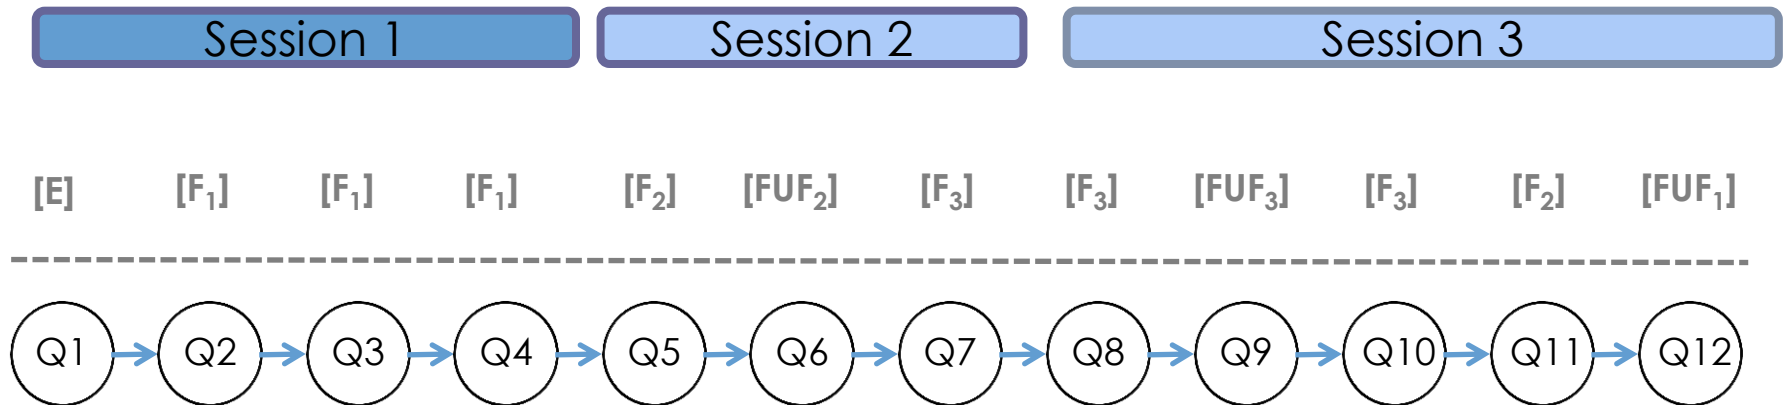 Session 1 Session 2 Session 3
[E] [F1] [F1] [F1] [F2] [FUF2] [F3] [F3] [FUF3] [F3] [F2] [FUF1]
Q1 Q2 Q3 Q4 Q5 Q6 Q7 Q8 Q9 Q10 Q11 Q12